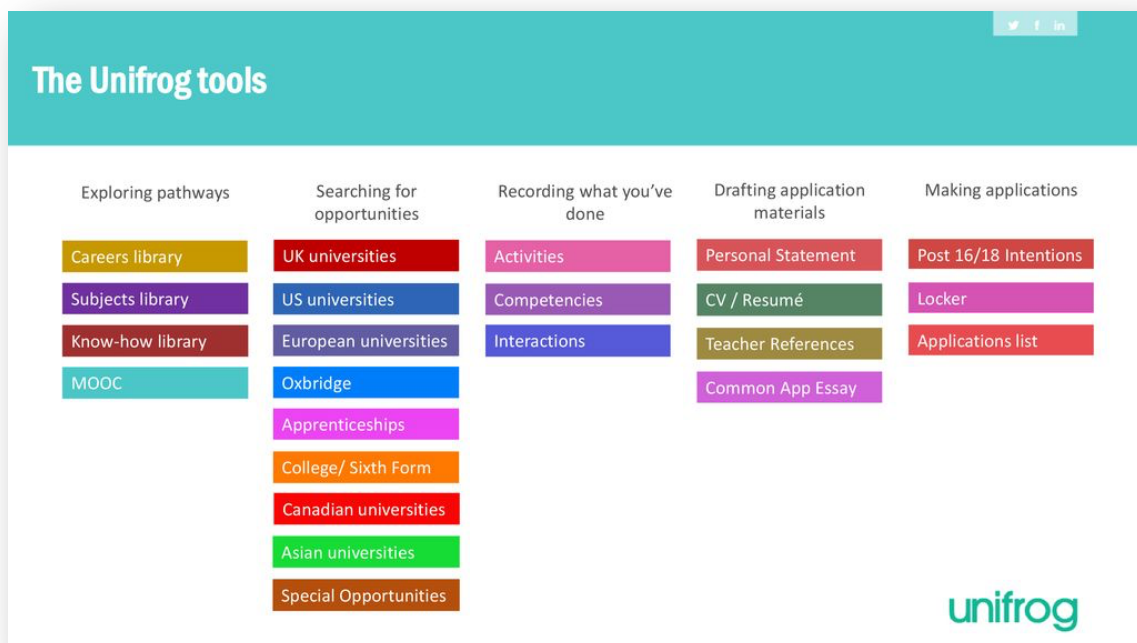 The Unifrog tools
Exploring pathways
Careers library
Subjects library
Know-how library
MOOC
Searching for
opportunities
UK universities
US universities
European universities
Oxbridge
Apprenticeships
College/ Sixth Form
Canadian universities
Asian universities
Special Opportunities
Recording what you've
done
Activities
Competencies
Interactions
Drafting application
materials
Personal Statement
CV / Resumé
Teacher References
Common App Essay
Making applications
Post 16/18 Intentions
Locker
Applications list
unifrog